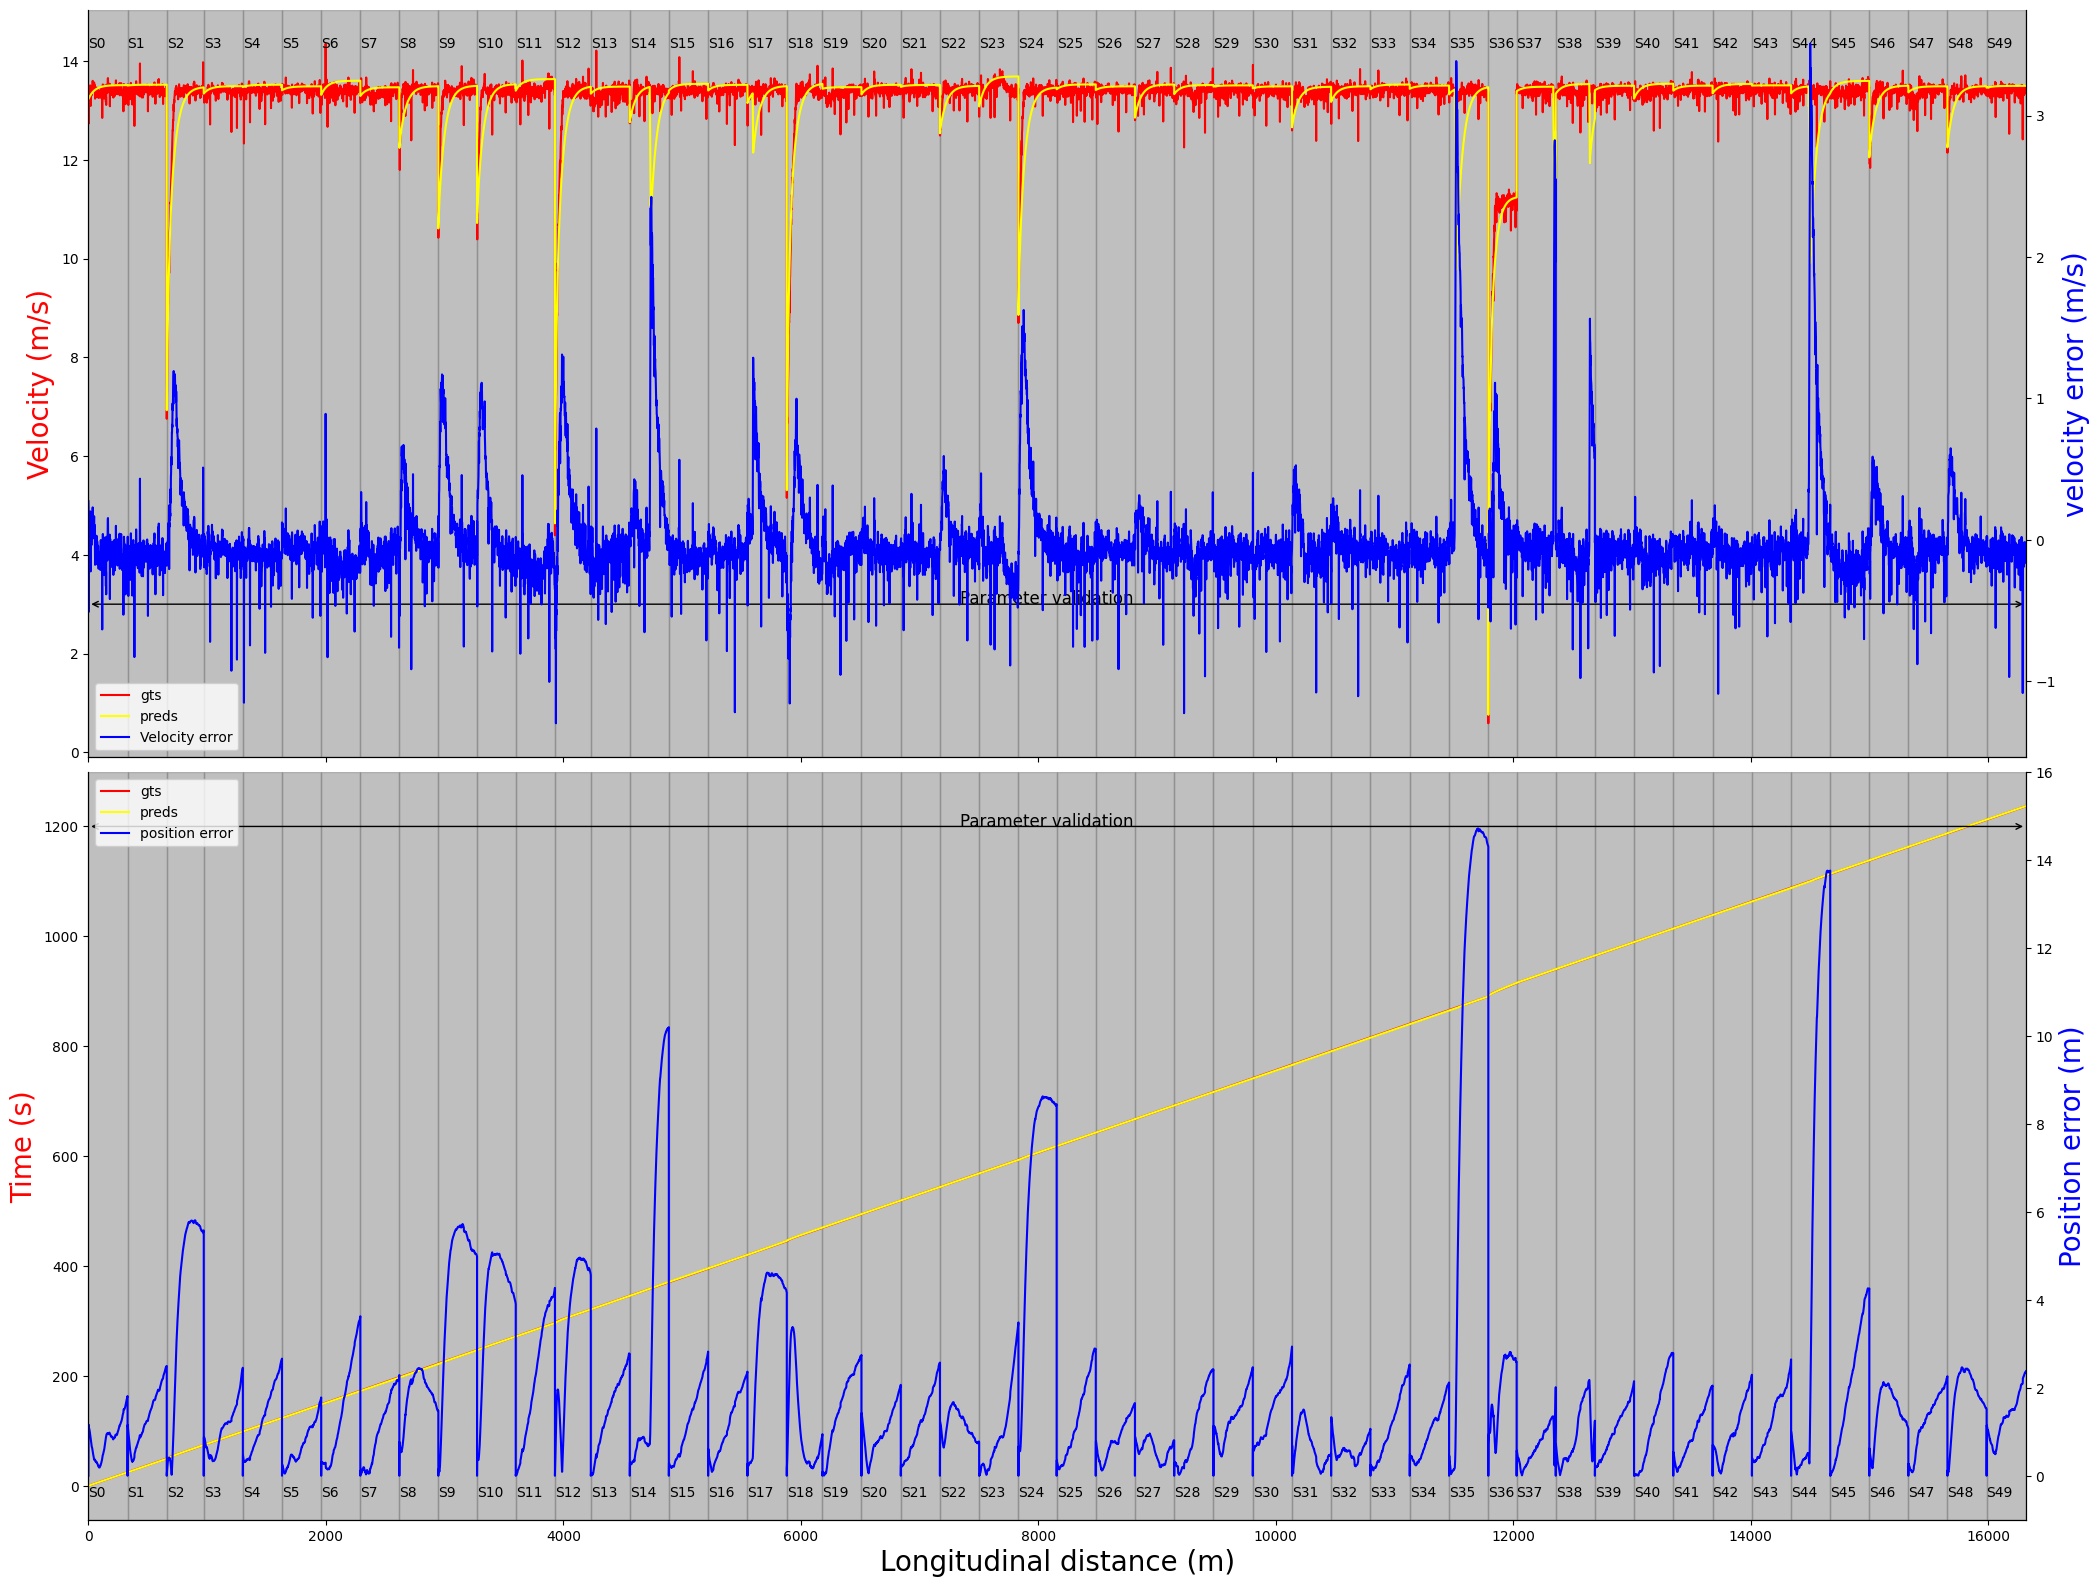 S0 S1 S2 S3 S4 S5 S6 S7 S8 S9 S10 S11 S12 S13 S14 S15 S16 S17 S18 S19 S20 S21 S22 S23 S24 S25 S26 S27 S28 S29 S30 S31 S32 S33 S34 S35 S36 S37 S38 S39 S40 S41 S42 S43 S44 S45 S46 S47 S48 S49
14
12
10
8
6
4
2
0
Velocity (m/s)
3
2
1
0
−1
velocity error (m/s)
Parameter validation
gts
preds
Velocity error
gts
preds
position error
Parameter validation
1200
1000
800
600
400
200
0
Time (s)
16
14
12
10
8
6
4
2
0
Position error (m)
S0 S1 S2 S3 S4 S5 S6 S7 S8 S9 S10 S11 S12 S13 S14 S15 S16 S17 S18 S19 S20 S21 S22 S23 S24 S25 S26 S27 S28 S29 S30 S31 S32 S33 S34 S35 S36 S37 S38 S39 S40 S41 S42 S43 S44 S45 S46 S47 S48 S49
0 2000 4000 6000 8000 10000 12000 14000 16000
Longitudinal distance (m)